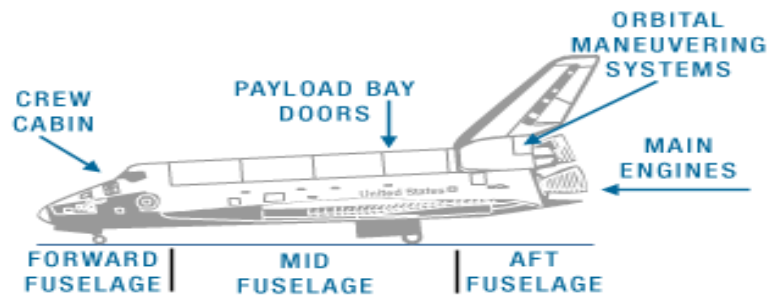 ORBITAL
MANEUVERING
SYSTEMS
CREW
CABIN
PAYLOAD BAY
DOORS
MAIN
ENGINES
United States
FORWARD
FUSELAGE
MID
FUSELAGE
AFT
FUSELAGE